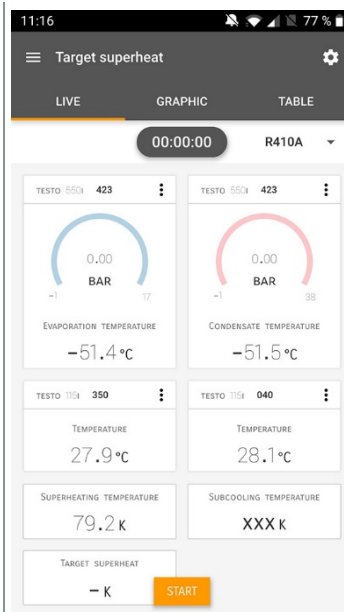 11:16 77 %
Target superheat
LIVE GRAPHIC TABLE
00:00:00 R410A
TESTO 550i 423 TESTO 550i 423
0.00 0.00
BAR BAR
-1 17 -1 38
EVAPORATION TEMPERATURE CONDENSATE TEMPERATURE
-51.4 °C -51.5 °C
TESTO 115i 350 TESTO 115i 040
TEMPERATURE TEMPERATURE
27.9 °C 28.1 °C
SUPERHEATING TEMPERATURE SUBCOOLING TEMPERATURE
79.2 K XXX K
TARGET SUPERHEAT
– K
START